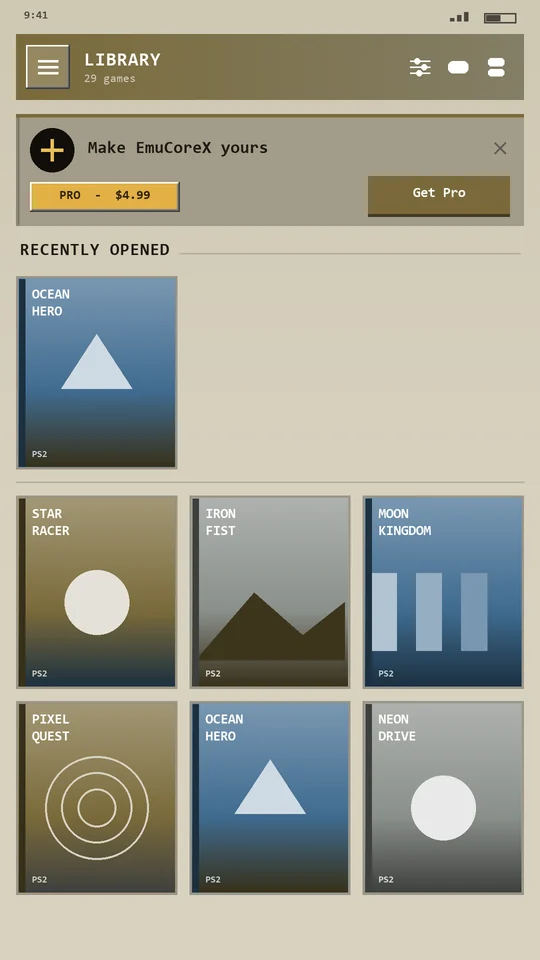 9:41
LIBRARY
29 games
Make EmuCoreX yours
PRO - $4.99
Get Pro
RECENTLY OPENED
OCEAN
HERO
PS2
STAR
RACER
PS2
IRON
FIST
PS2
MOON
KINGDOM
PS2
PIXEL
QUEST
PS2
OCEAN
HERO
PS2
NEON
DRIVE
PS2